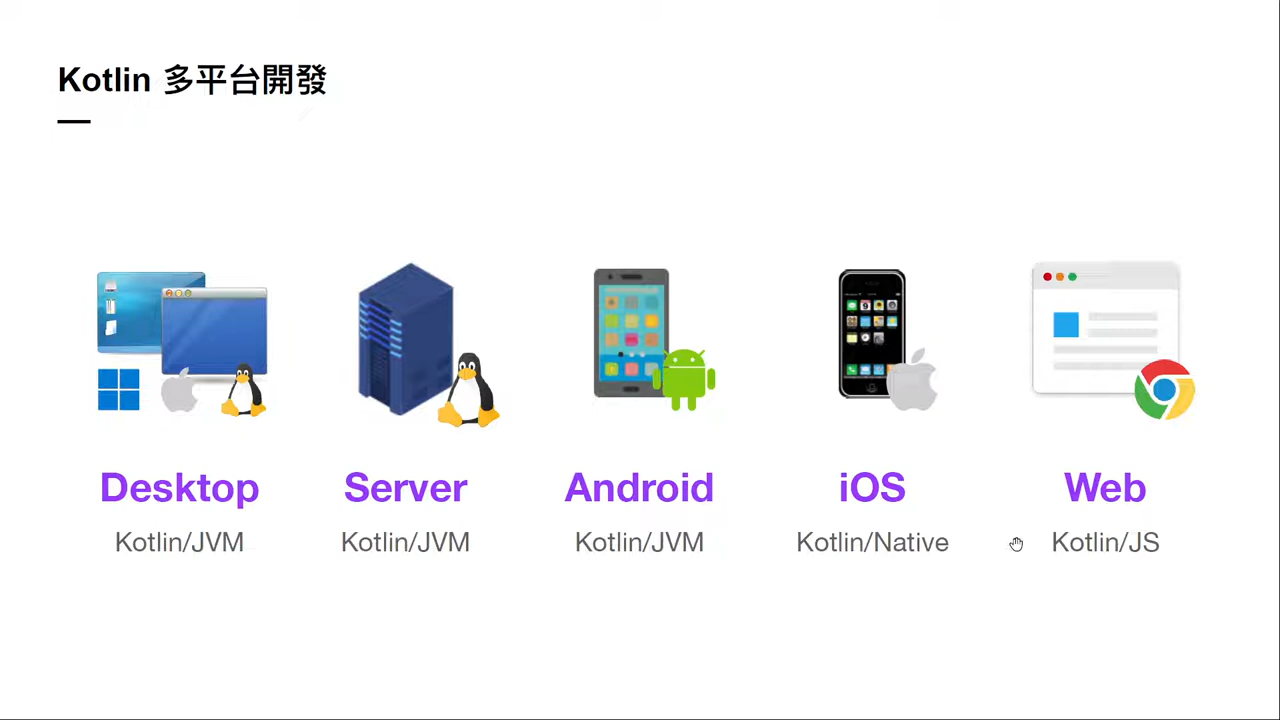 Kotlin 多平台開發
Desktop
Kotlin/JVM
Server
Kotlin/JVM
Android
Kotlin/JVM
iOS
Kotlin/Native
Web
Kotlin/JS